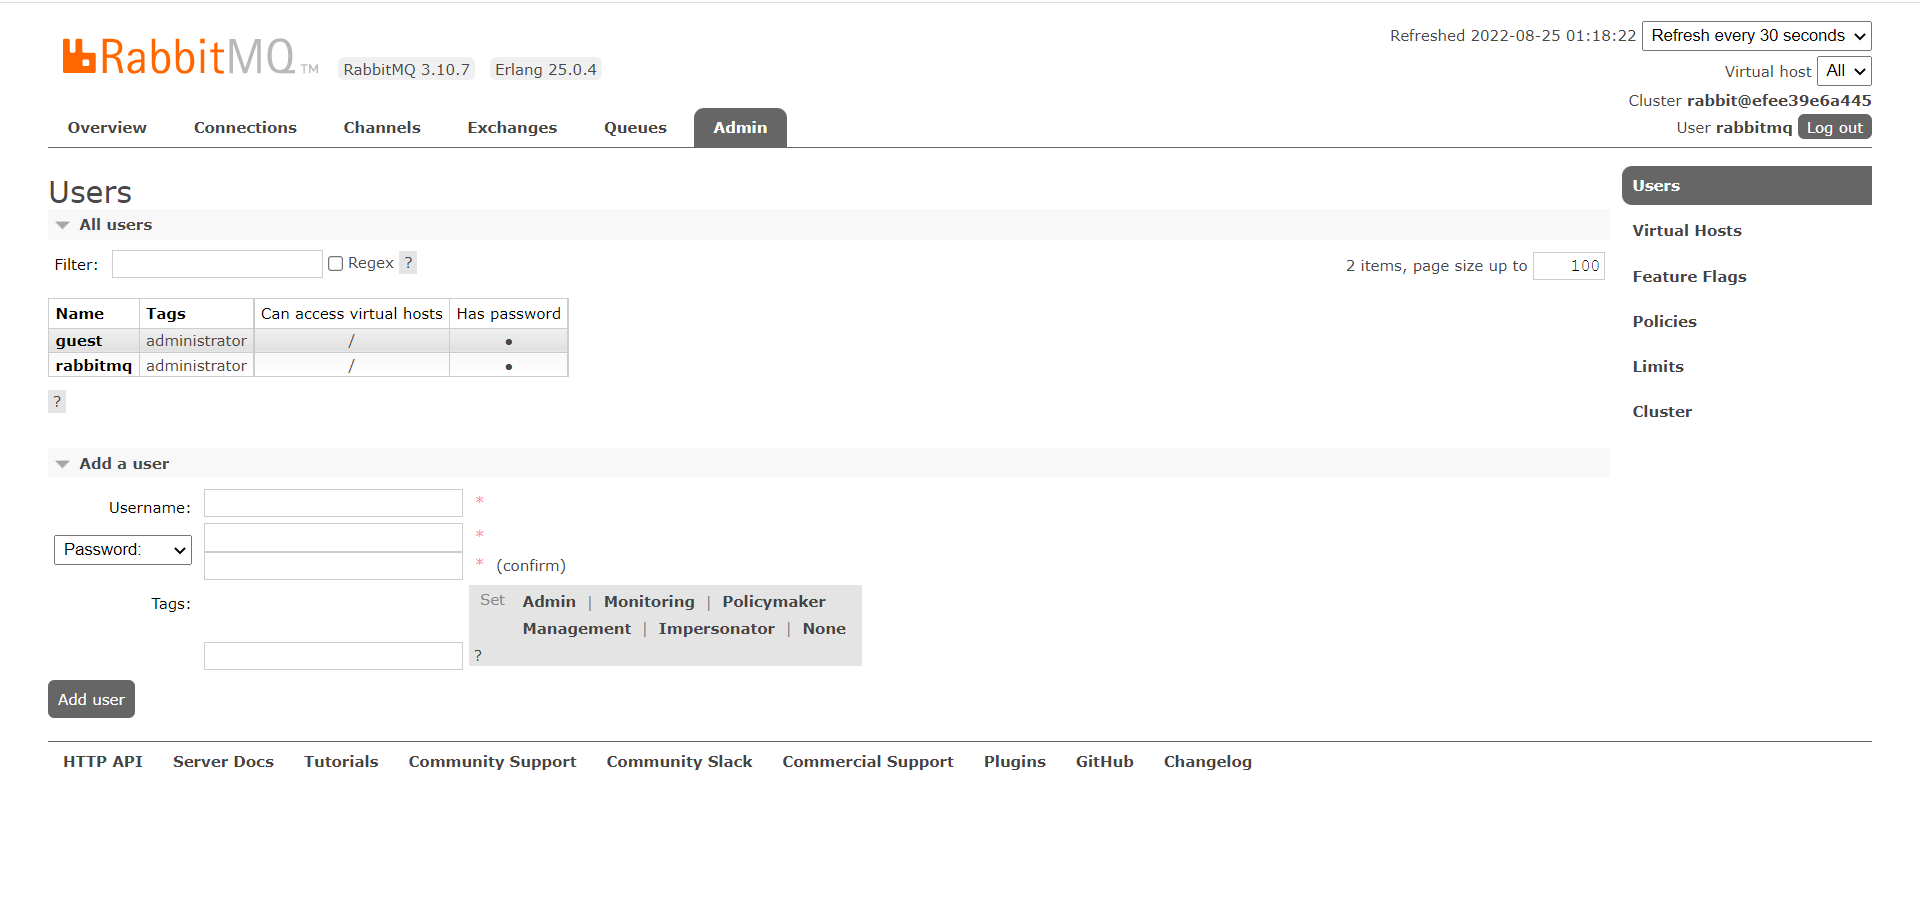 RabbitMQ TM
RabbitMQ 3.10.7 Erlang 25.0.4
Refreshed 2022-08-25 01:18:22 Refresh every 30 seconds
Virtual host All
Cluster rabbit@efee39e6a445
User rabbitmq Log out
Overview Connections Channels Exchanges Queues Admin
Users
All users
Filter: Regex ? 2 items, page size up to 100
Name Tags Can access virtual hosts Has password
guest administrator / •
rabbitmq administrator / •
?
Add a user
Username: *
Password: *
* (confirm)
Tags: Set Admin | Monitoring | Policymaker
Management | Impersonator | None
?
Add user
Users
Virtual Hosts
Feature Flags
Policies
Limits
Cluster
HTTP API Server Docs Tutorials Community Support Community Slack Commercial Support Plugins GitHub Changelog